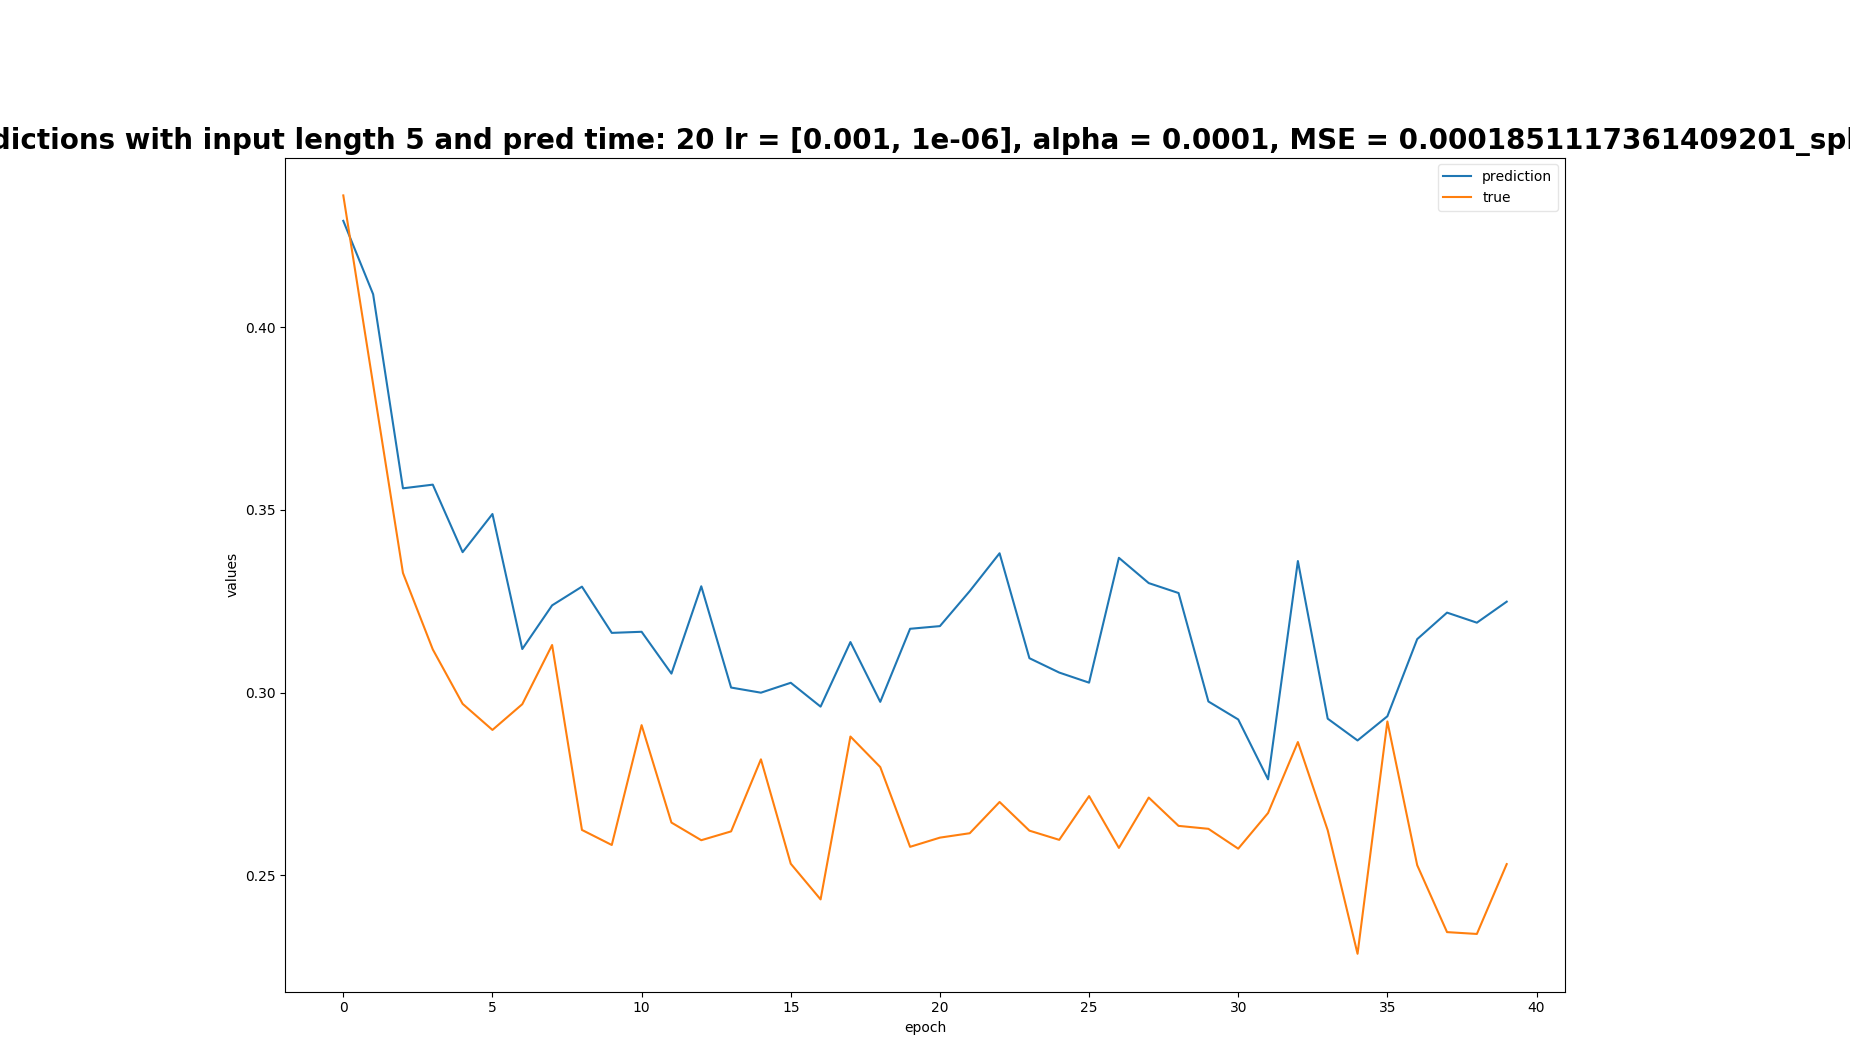 dictions with input length 5 and pred time: 20 lr = [0.001, 1e-06], alpha = 0.0001, MSE = 0.0001851117361409201_spl
prediction
true
0.40
0.35
0.30
0.25
values
0 5 10 15 20 25 30 35 40
epoch